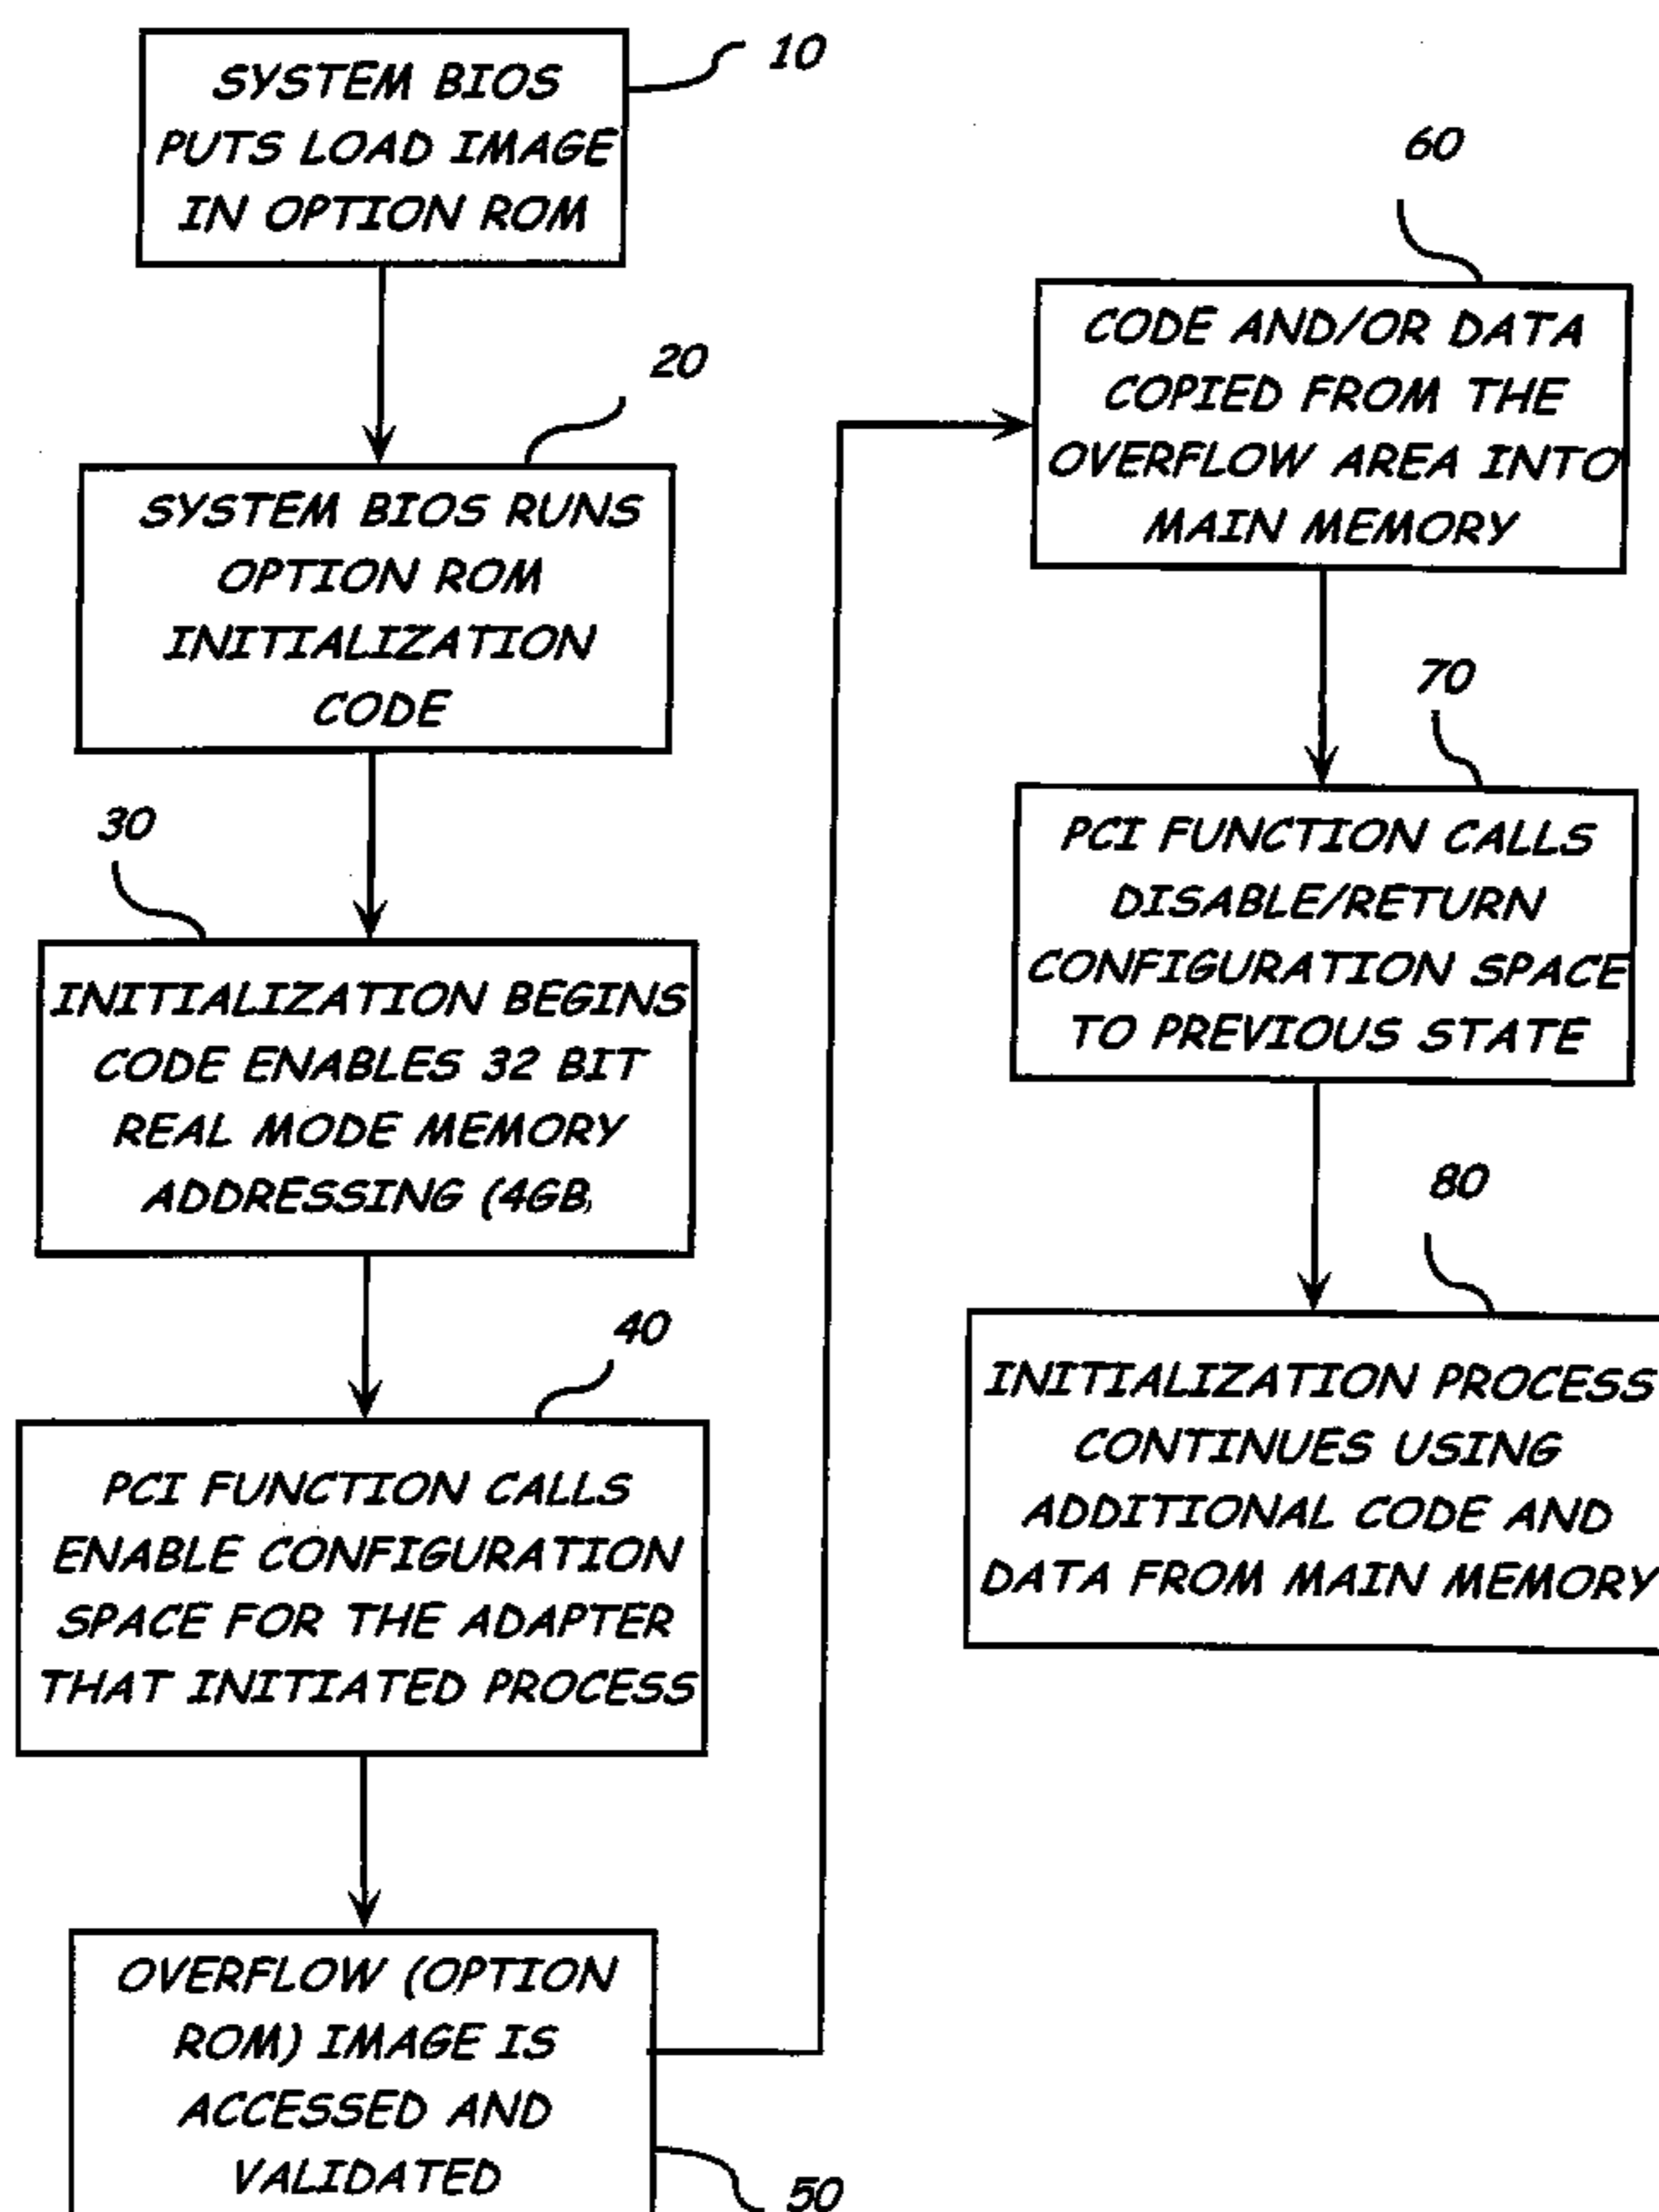 10
SYSTEM BIOS
PUTS LOAD IMAGE
IN OPTION ROM
20
SYSTEM BIOS RUNS
OPTION ROM
INITIALIZATION
CODE
30
INITIALIZATION BEGINS
CODE ENABLES 32 BIT
REAL MODE MEMORY
ADDRESSING (4GB
40
PCI FUNCTION CALLS
ENABLE CONFIGURATION
SPACE FOR THE ADAPTER
THAT INITIATED PROCESS
OVERFLOW (OPTION
ROM) IMAGE IS
ACCESSED AND
VALIDATED
50
60
CODE AND/OR DATA
COPIED FROM THE
OVERFLOW AREA INTO
MAIN MEMORY
70
PCI FUNCTION CALLS
DISABLE/RETURN
CONFIGURATION SPACE
TO PREVIOUS STATE
80
INITIALIZATION PROCESS
CONTINUES USING
ADDITIONAL CODE AND
DATA FROM MAIN MEMORY